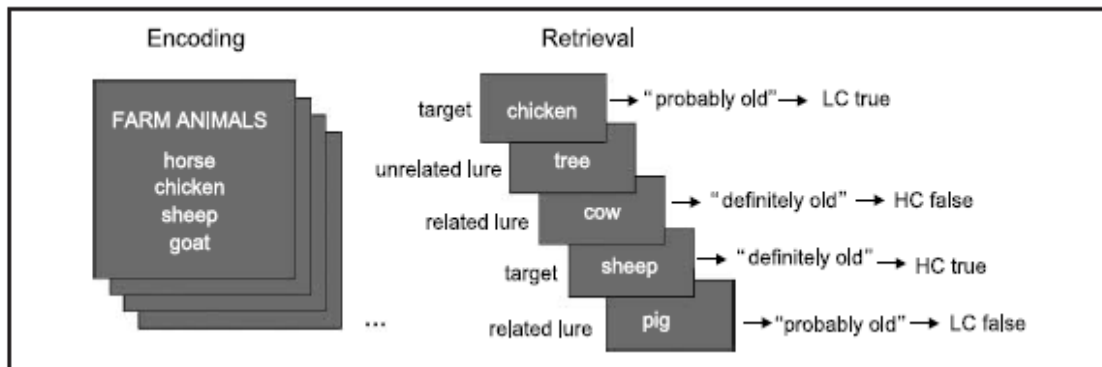 Encoding
Retrieval
FARM ANIMALS
horse
chicken
sheep
goat
...
target
chicken
"probably old"
LC true
unrelated lure
tree
related lure
cow
"definitely old"
HC false
target
sheep
"definitely old"
HC true
related lure
pig
"probably old"
LC false